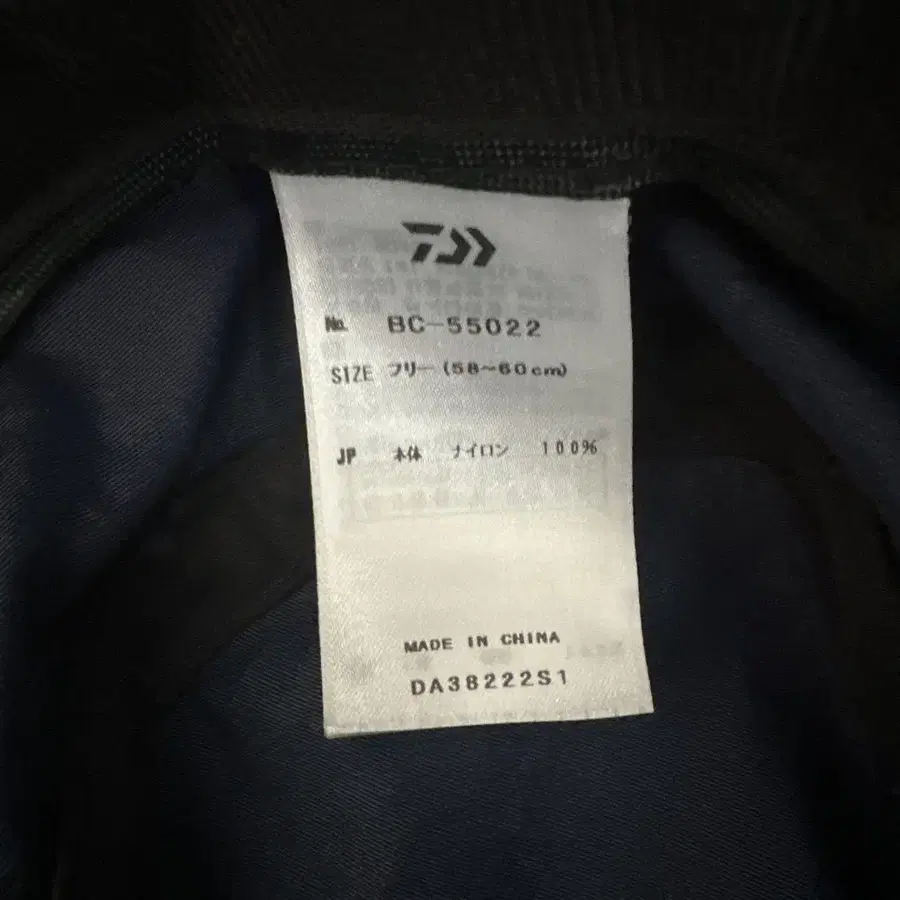 No. BC-55022
SIZE フリー (58~60cm)
JP 本体 ナイロン 100%
MADE IN CHINA
DA38222S1